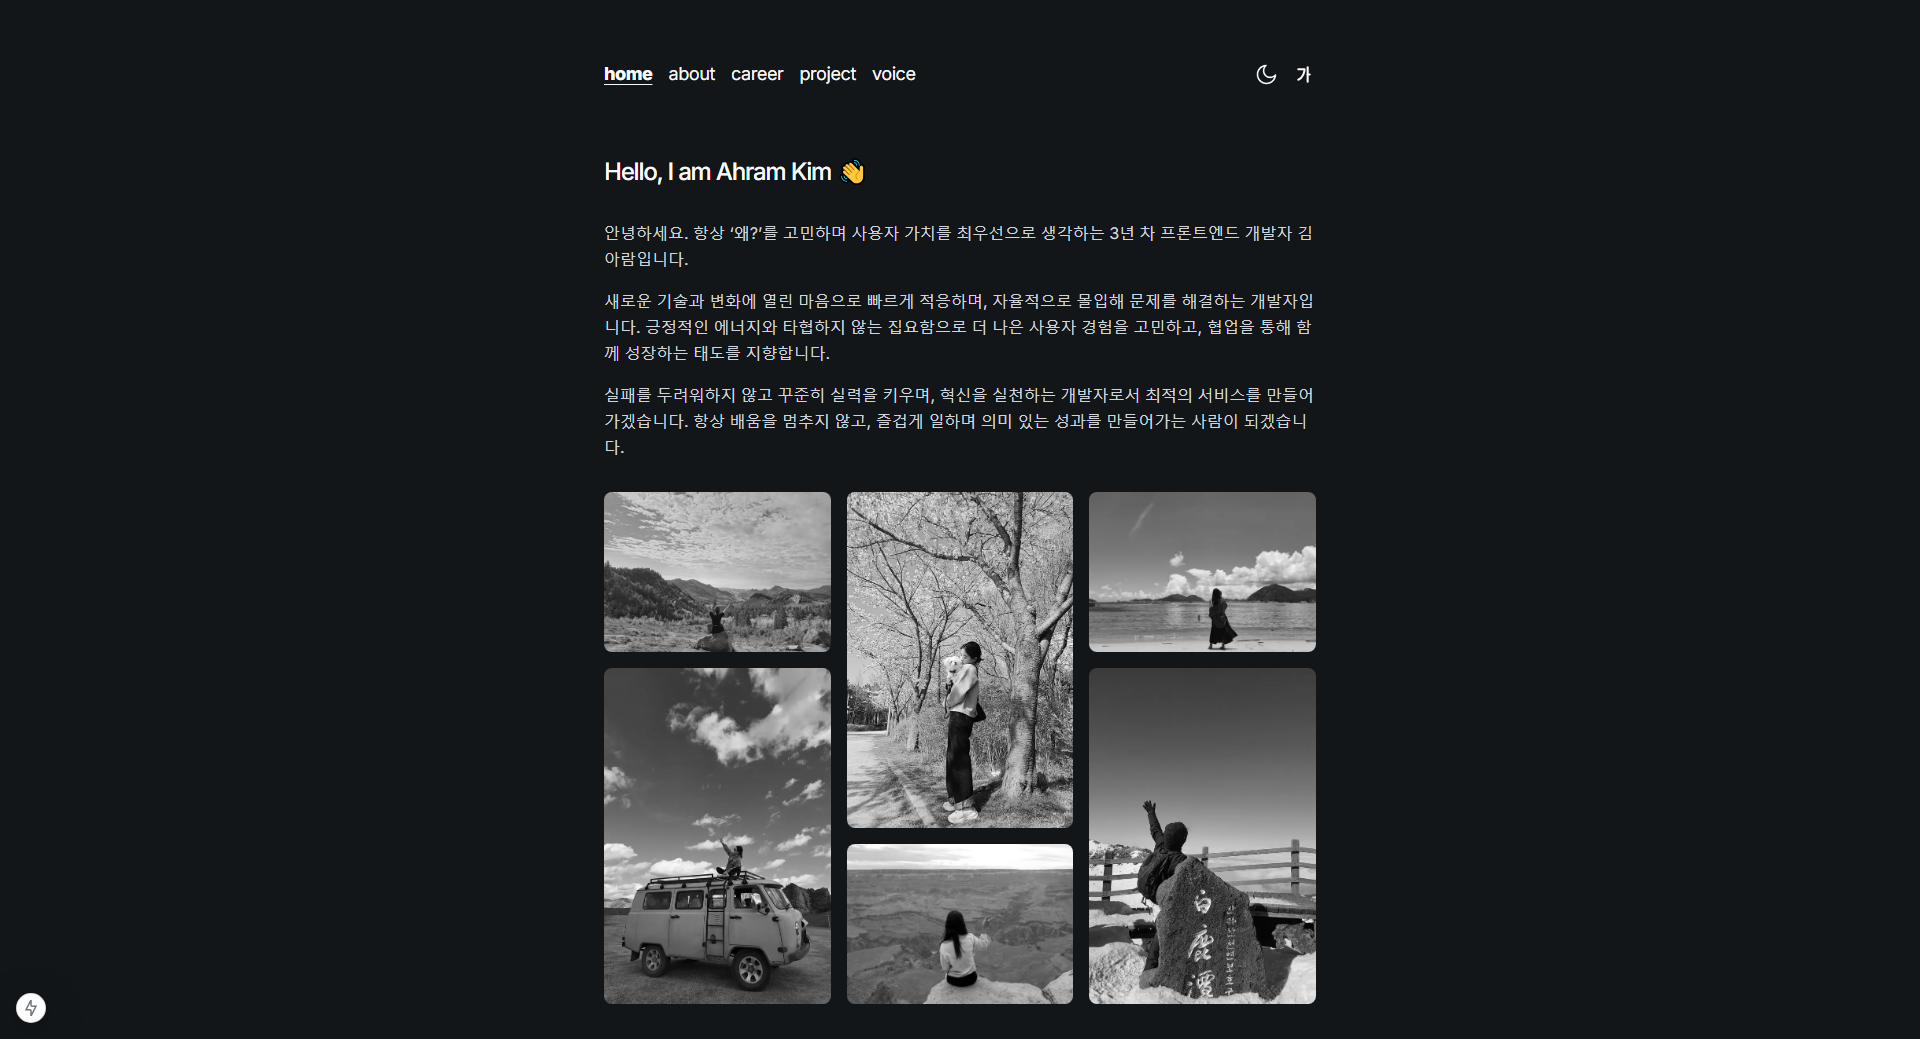 home about career project voice 가
Hello, I am Ahram Kim 👋
안녕하세요. 항상 ‘왜?’를 고민하며 사용자 가치를 최우선으로 생각하는 3년 차 프론트엔드 개발자 김
아람입니다.
새로운 기술과 변화에 열린 마음으로 빠르게 적응하며, 자율적으로 몰입해 문제를 해결하는 개발자입
니다. 긍정적인 에너지와 타협하지 않는 집요함으로 더 나은 사용자 경험을 고민하고, 협업을 통해 함
께 성장하는 태도를 지향합니다.
실패를 두려워하지 않고 꾸준히 실력을 키우며, 혁신을 실천하는 개발자로서 최적의 서비스를 만들어
가겠습니다. 항상 배움을 멈추지 않고, 즐겁게 일하며 의미 있는 성과를 만들어가는 사람이 되겠습니
다.
白鹿潭